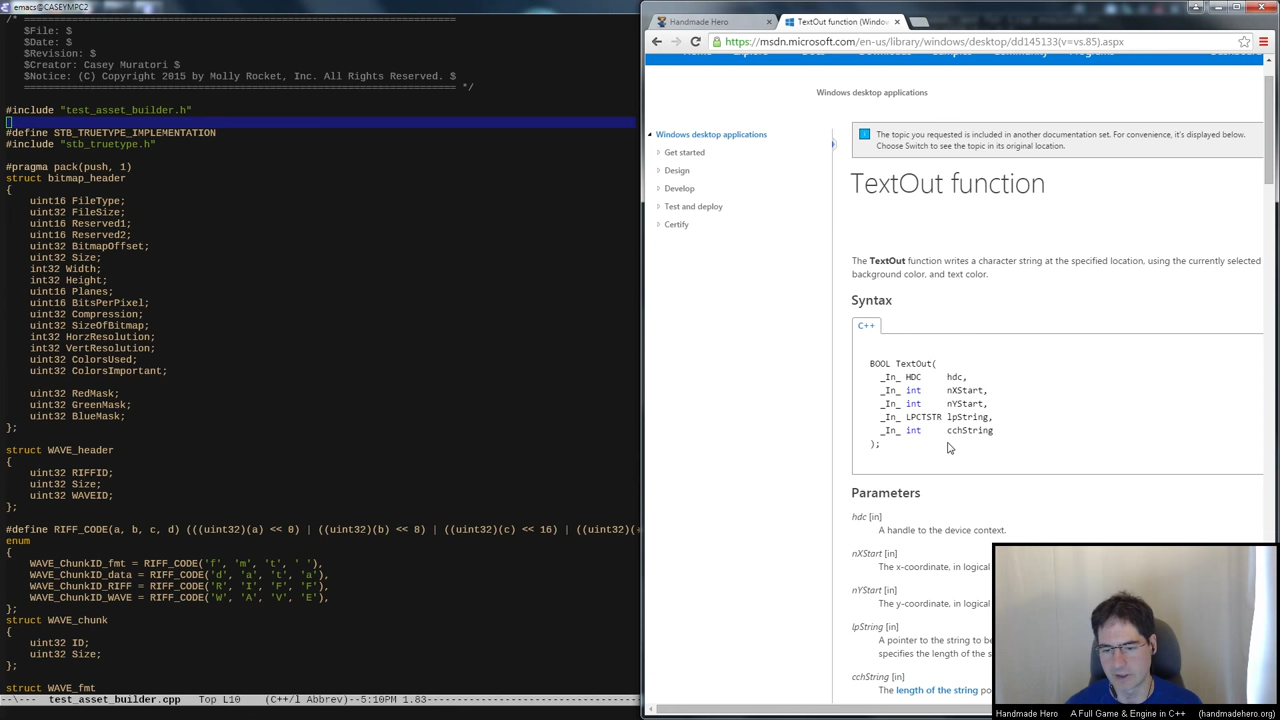 emacs@CASEYMPC2
/* ========================================================================
$File: $
$Date: $
$Revision: $
$Creator: Casey Muratori $
$Notice: (C) Copyright 2015 by Molly Rocket, Inc. All Rights Reserved. $
======================================================================== */
#include "test_asset_builder.h"
#define STB_TRUETYPE_IMPLEMENTATION
#include "stb_truetype.h"
#pragma pack(push, 1)
struct bitmap_header
{
uint16 FileType;
uint32 FileSize;
uint16 Reserved1;
uint16 Reserved2;
uint32 BitmapOffset;
uint32 Size;
int32 Width;
int32 Height;
uint16 Planes;
uint16 BitsPerPixel;
uint32 Compression;
uint32 SizeOfBitmap;
int32 HorzResolution;
int32 VertResolution;
uint32 ColorsUsed;
uint32 ColorsImportant;
uint32 RedMask;
uint32 GreenMask;
uint32 BlueMask;
};
struct WAVE_header
{
uint32 RIFFID;
uint32 Size;
uint32 WAVEID;
};
#define RIFF_CODE(a, b, c, d) (((uint32)(a) << 0) | ((uint32)(b) << 8) | ((uint32)(c) << 16) | ((uint32)(
enum
{
WAVE_ChunkID_fmt = RIFF_CODE('f', 'm', 't', ' '),
WAVE_ChunkID_data = RIFF_CODE('d', 'a', 't', 'a'),
WAVE_ChunkID_RIFF = RIFF_CODE('R', 'I', 'F', 'F'),
WAVE_ChunkID_WAVE = RIFF_CODE('W', 'A', 'V', 'E'),
};
struct WAVE_chunk
{
uint32 ID;
uint32 Size;
};
struct WAVE_fmt
--\--- test_asset_builder.cpp Top L10 (C++/l Abbrev)--5:10PM 1.83
Handmade Hero
TextOut function (Window
https://msdn.microsoft.com/en-us/library/windows/desktop/dd145133(v=vs.85).aspx
Windows desktop applications
Windows desktop applications
Get started
Design
Develop
Test and deploy
Certify
The topic you requested is included in another documentation set. For convenience, it's displayed below.
Choose Switch to see the topic in its original location.
TextOut function
The TextOut function writes a character string at the specified location, using the currently selected
background color, and text color.
Syntax
C++
BOOL TextOut(
_In_ HDC hdc,
_In_ int nXStart,
_In_ int nYStart,
_In_ LPCTSTR lpString,
_In_ int cchString
);
Parameters
hdc [in]
A handle to the device context.
nXStart [in]
The x-coordinate, in logical
nYStart [in]
The y-coordinate, in logical
lpString [in]
A pointer to the string to be
specifies the length of the s
cchString [in]
The length of the string po
Handmade Hero A Full Game & Engine in C++ (handmadehero.org)